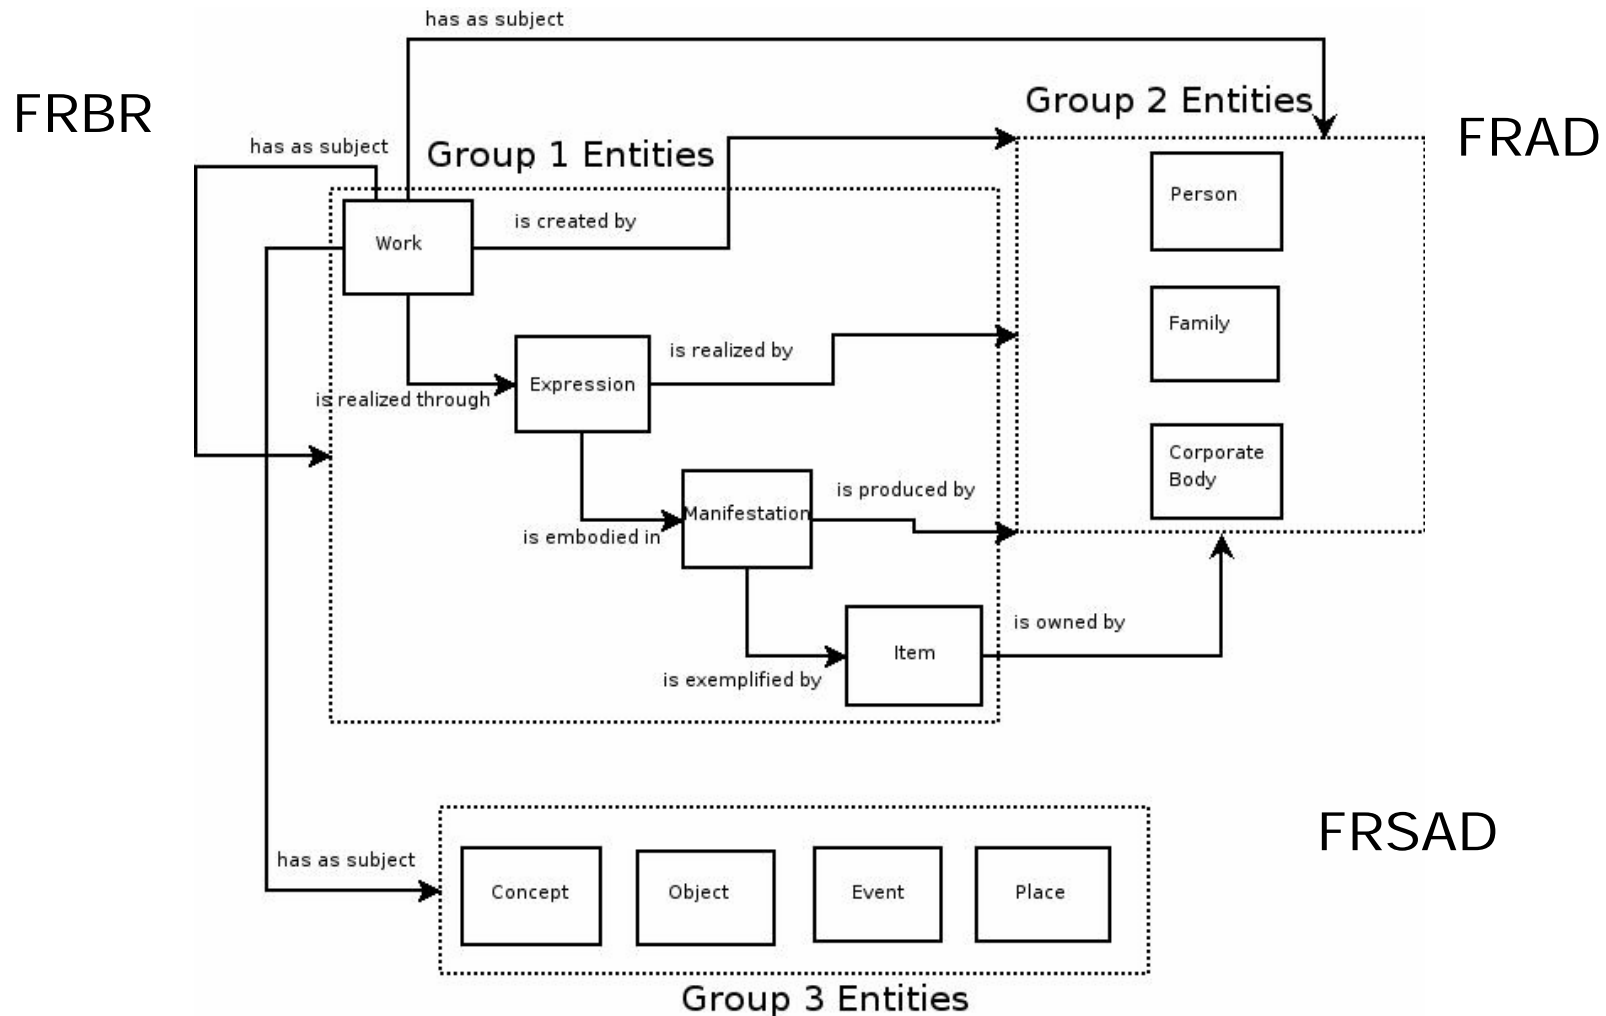 has as subject
FRBR
Group 2 Entities
FRAD
has as subject
Group 1 Entities
Person
is created by
Work
Family
is realized by
Expression
is realized through
Corporate
Body
is produced by
Manifestation
is embodied in
is owned by
Item
is exemplified by
FRSAD
has as subject
Concept
Object
Event
Place
Group 3 Entities